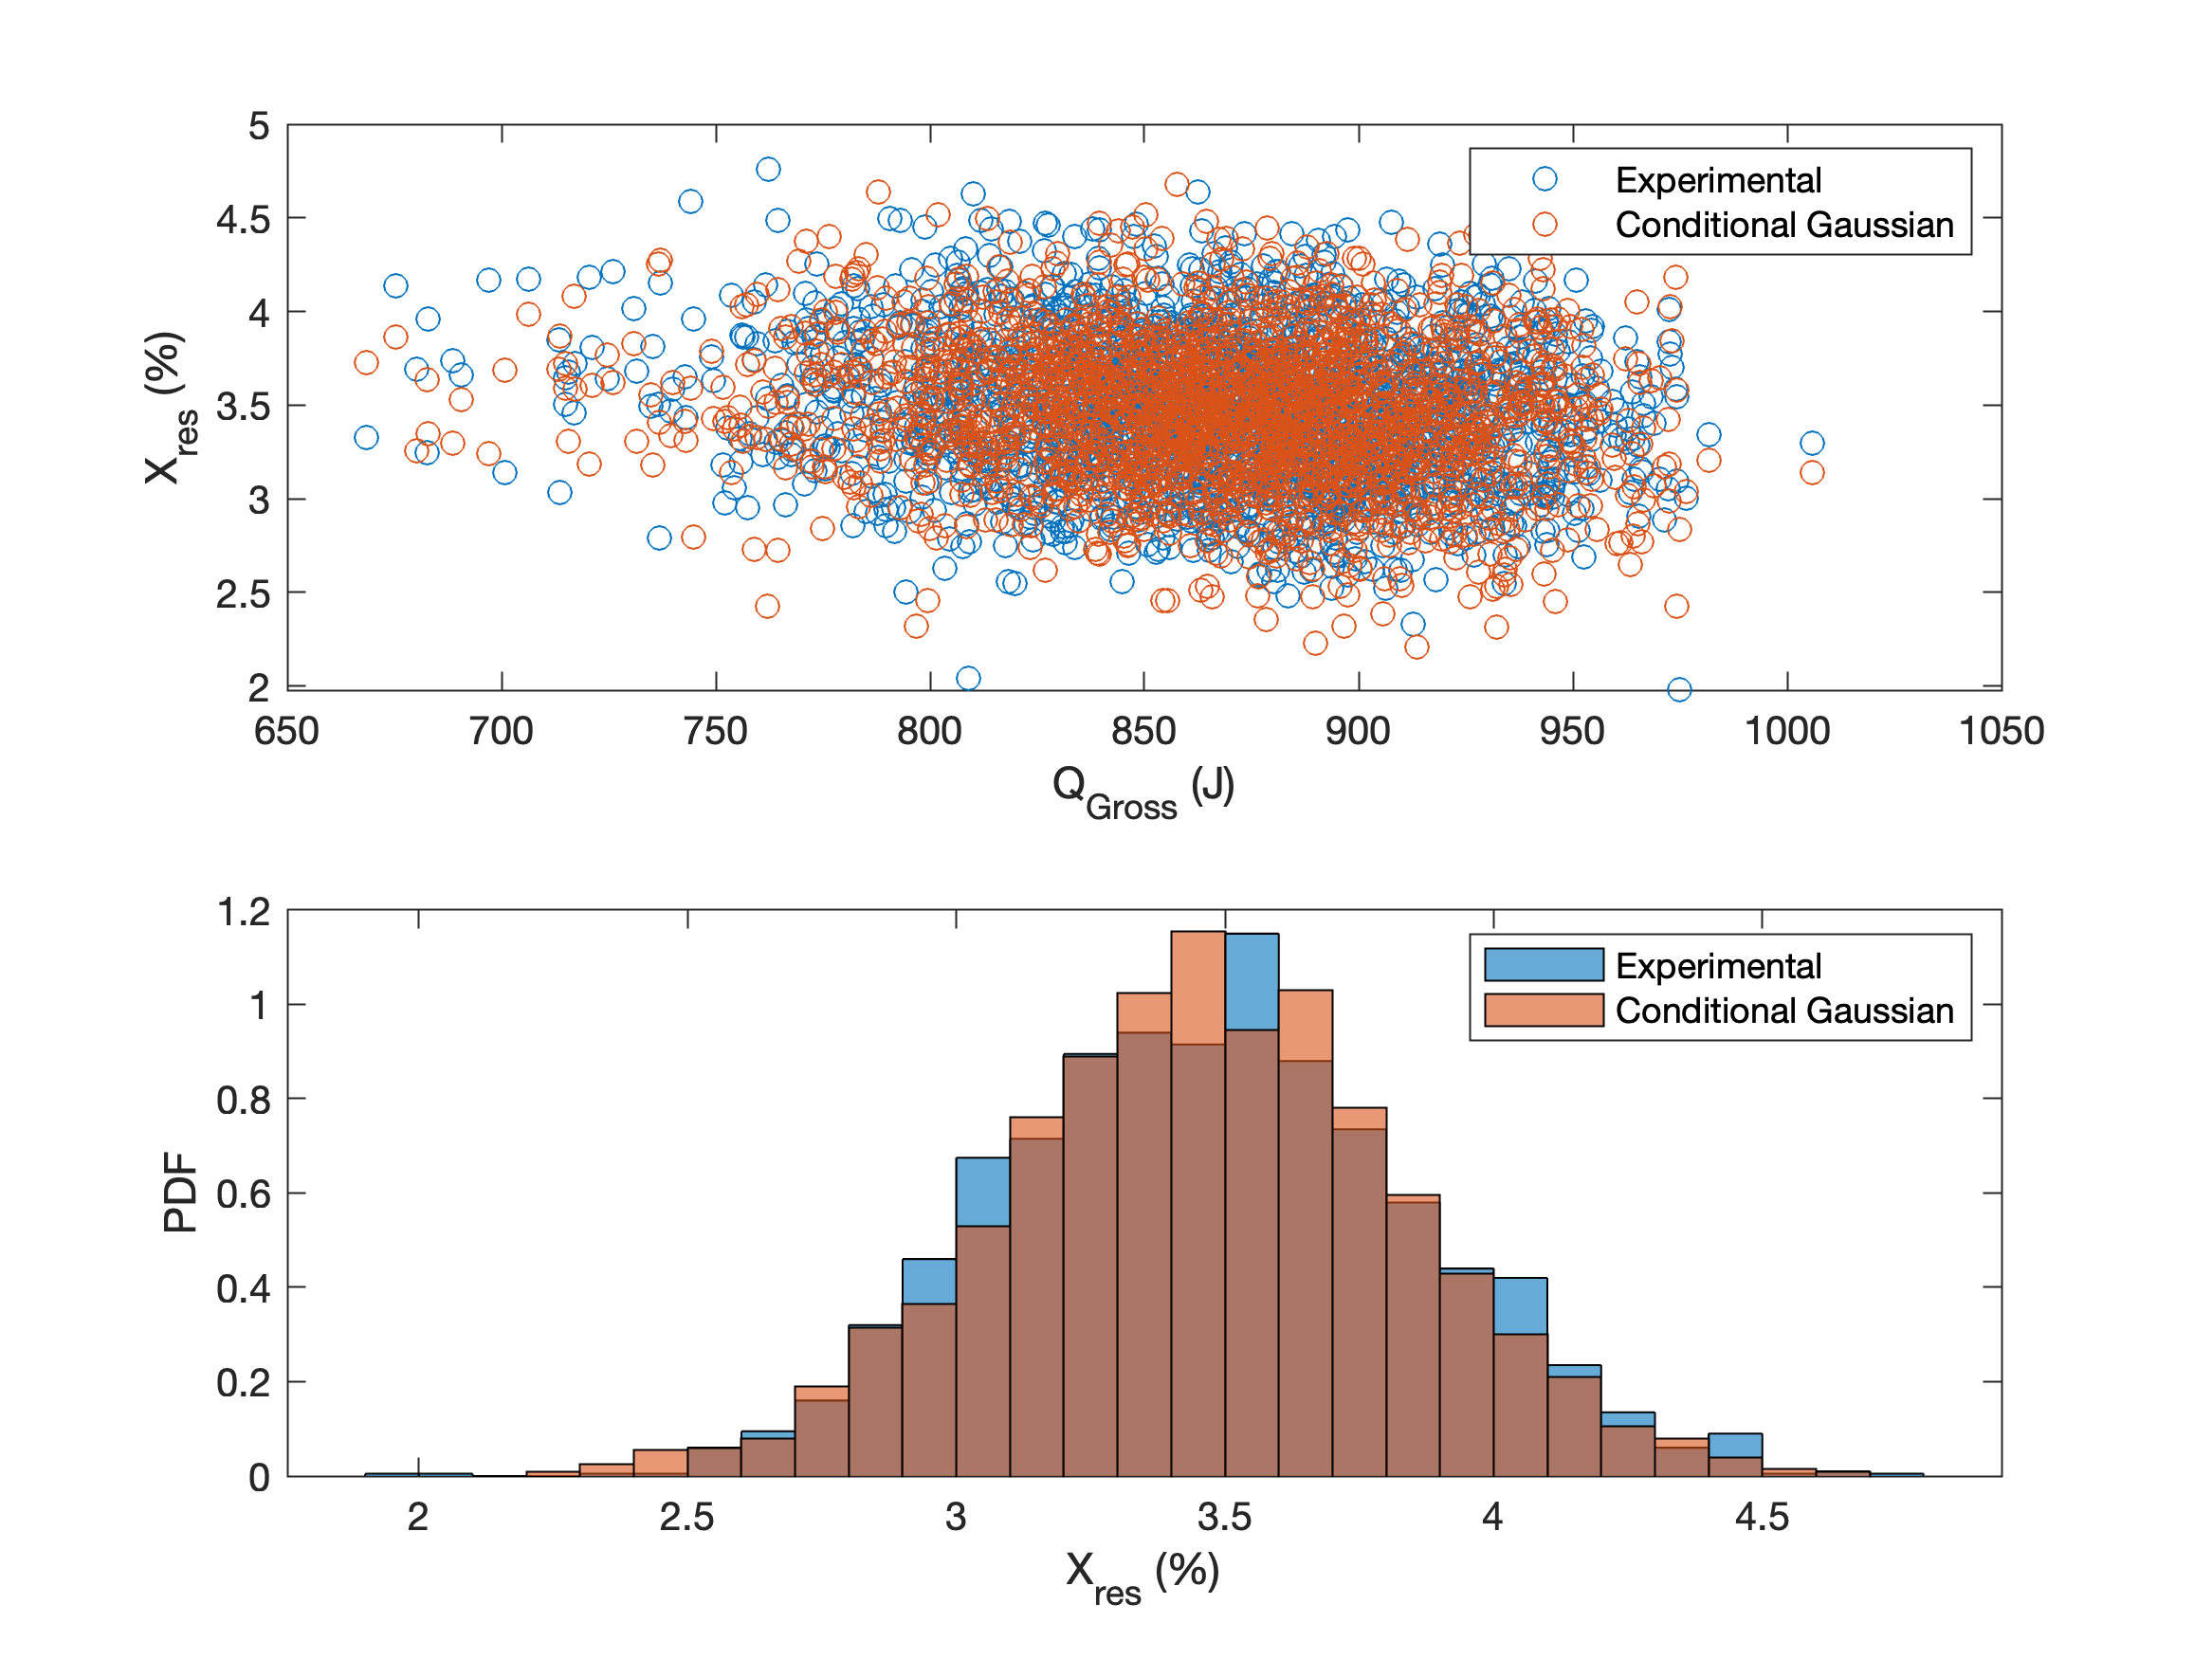 5
4.5
4
3.5
3
2.5
2
X_res (%)
Experimental
Conditional Gaussian
650 700 750 800 850 900 950 1000 1050
Q_Gross (J)
1.2
1
0.8
0.6
0.4
0.2
0
PDF
Experimental
Conditional Gaussian
2 2.5 3 3.5 4 4.5
X_res (%)